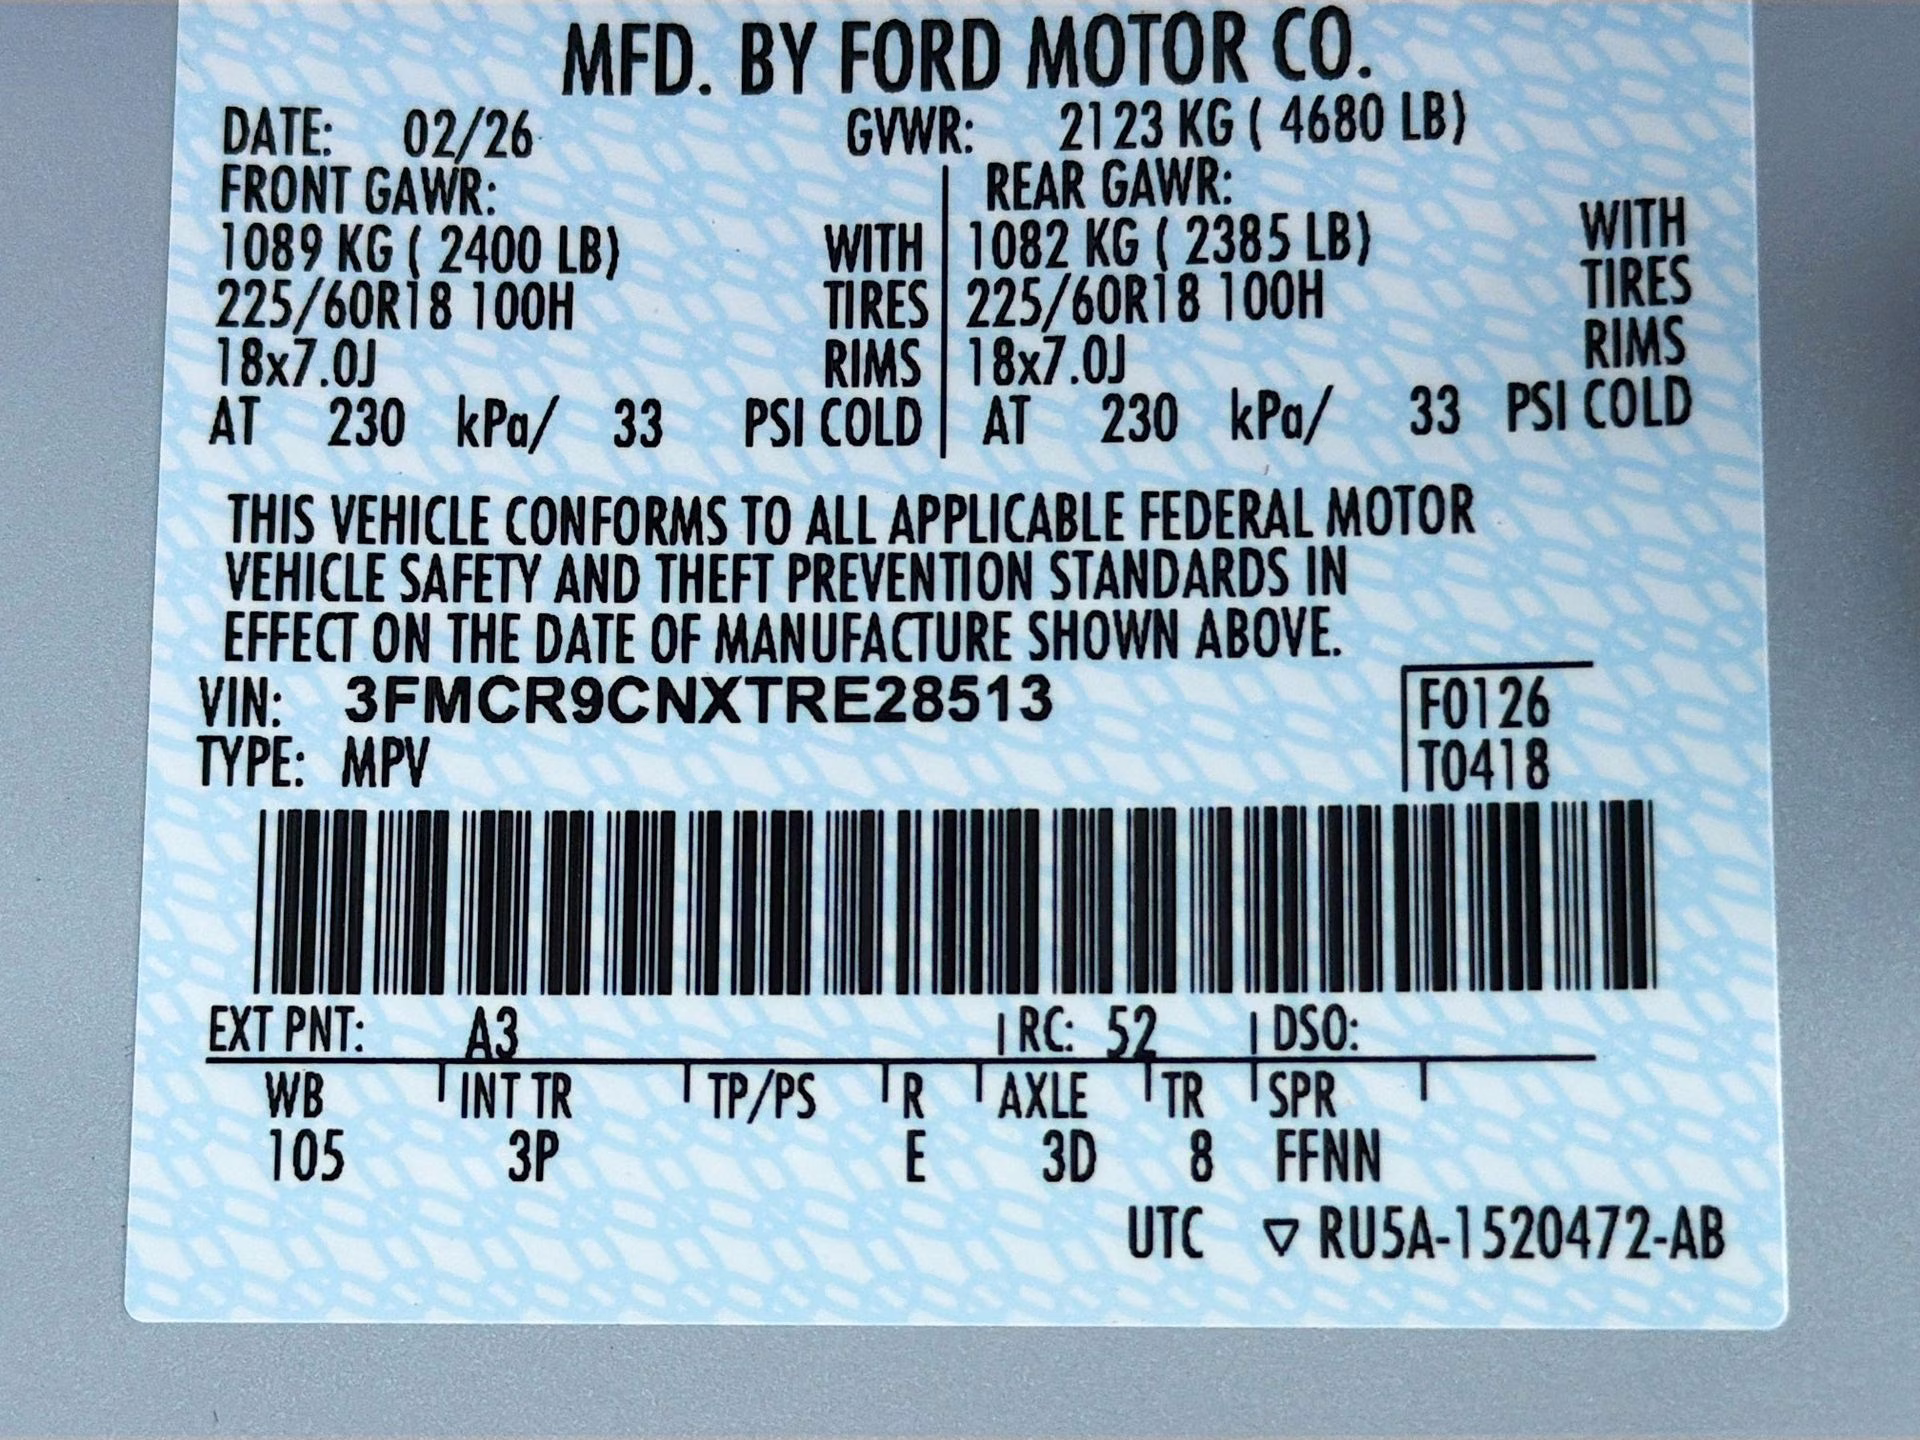 MFD. BY FORD MOTOR CO.
DATE: 02/26 GVWR: 2123 KG ( 4680 LB)
FRONT GAWR: REAR GAWR:
1089 KG ( 2400 LB) WITH 1082 KG ( 2385 LB) WITH
225/60R18 100H TIRES 225/60R18 100H TIRES
18x7.0J RIMS 18x7.0J RIMS
AT 230 kPa/ 33 PSI COLD AT 230 kPa/ 33 PSI COLD
THIS VEHICLE CONFORMS TO ALL APPLICABLE FEDERAL MOTOR
VEHICLE SAFETY AND THEFT PREVENTION STANDARDS IN
EFFECT ON THE DATE OF MANUFACTURE SHOWN ABOVE.
VIN: 3FMCR9CNXTRE28513 F0126
TYPE: MPV T0418
EXT PNT: A3 RC: 52 DSO:
WB INT TR TP/PS R AXLE TR SPR
105 3P E 3D 8 FFNN
UTC ▽ RU5A-1520472-AB